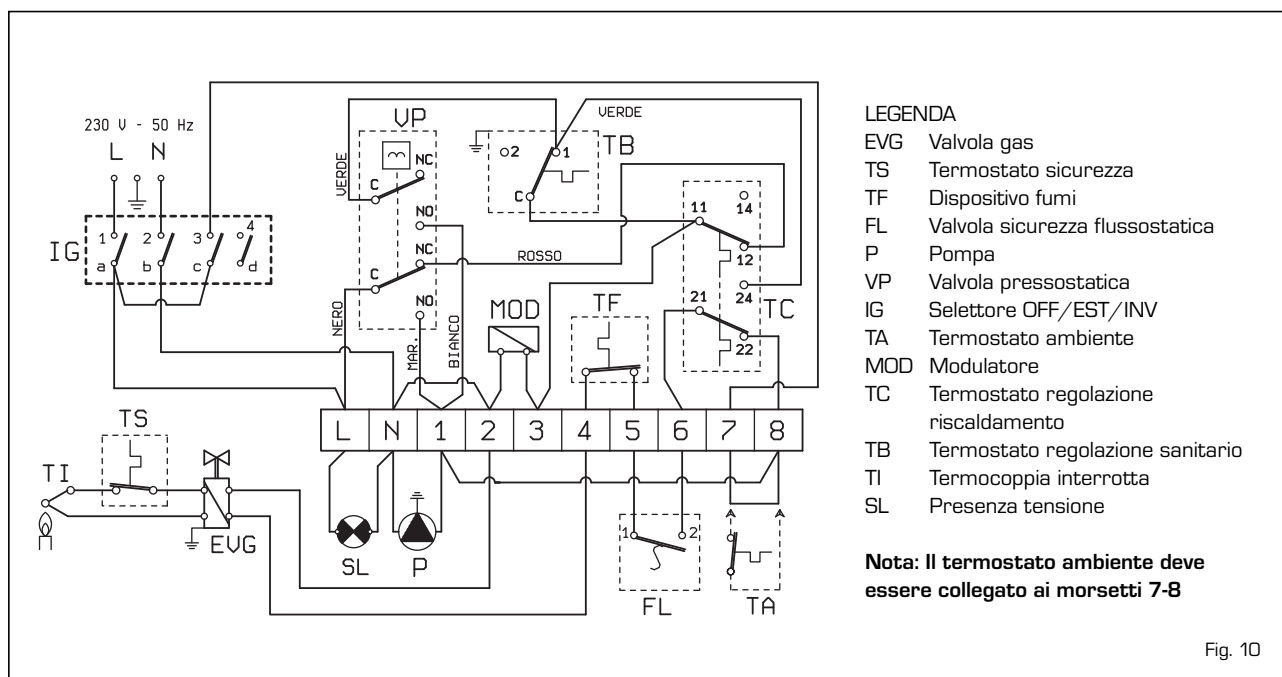 230 V - 50 Hz
L N
VP
VERDE
TB
2 1
C
VERDE
NC
C
NO
NC
C
NO
ROSSO
11 14
12
24
21
22
TC
IG
1 2 3 4
a b c d
NERO
MAR.
BIANCO
MOD
TF
L N 1 2 3 4 5 6 7 8
TS
TI
EVG
SL
P
1 2
FL
TA
LEGENDA
EVG Valvola gas
TS Termostato sicurezza
TF Dispositivo fumi
FL Valvola sicurezza flussostatica
P Pompa
VP Valvola pressostatica
IG Selettore OFF/EST/INV
TA Termostato ambiente
MOD Modulatore
TC Termostato regolazione
riscaldamento
TB Termostato regolazione sanitario
TI Termocoppia interrotta
SL Presenza tensione
Nota: Il termostato ambiente deve
essere collegato ai morsetti 7-8
Fig. 10